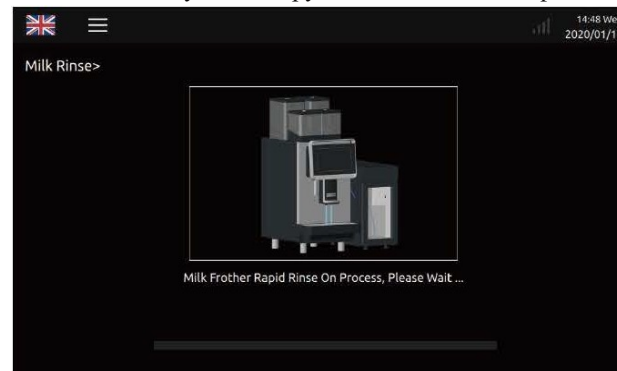 14:48 We
2020/01/1
Milk Rinse>
Milk Frother Rapid Rinse On Process, Please Wait ...